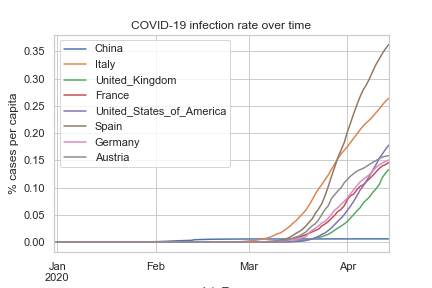 COVID-19 infection rate over time
% cases per capita
0.35
0.30
0.25
0.20
0.15
0.10
0.05
0.00
China
Italy
United_Kingdom
France
United_States_of_America
Spain
Germany
Austria
Jan
2020
Feb
Mar
Apr